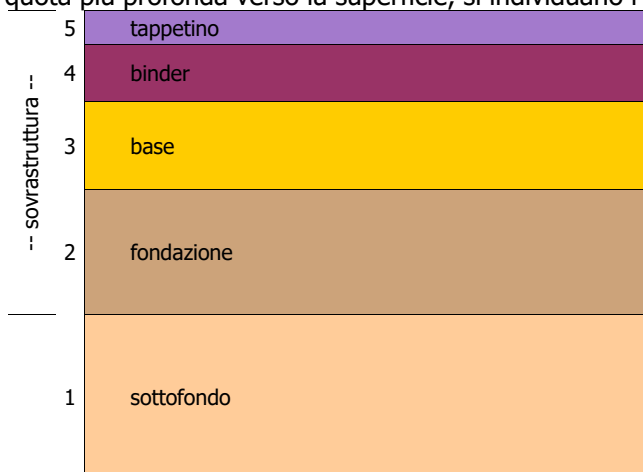 quota più profonda verso la superficie, si individuano i
5 tappetino
4 binder
3 base
-- sovrastruttura --
2 fondazione
1 sottofondo